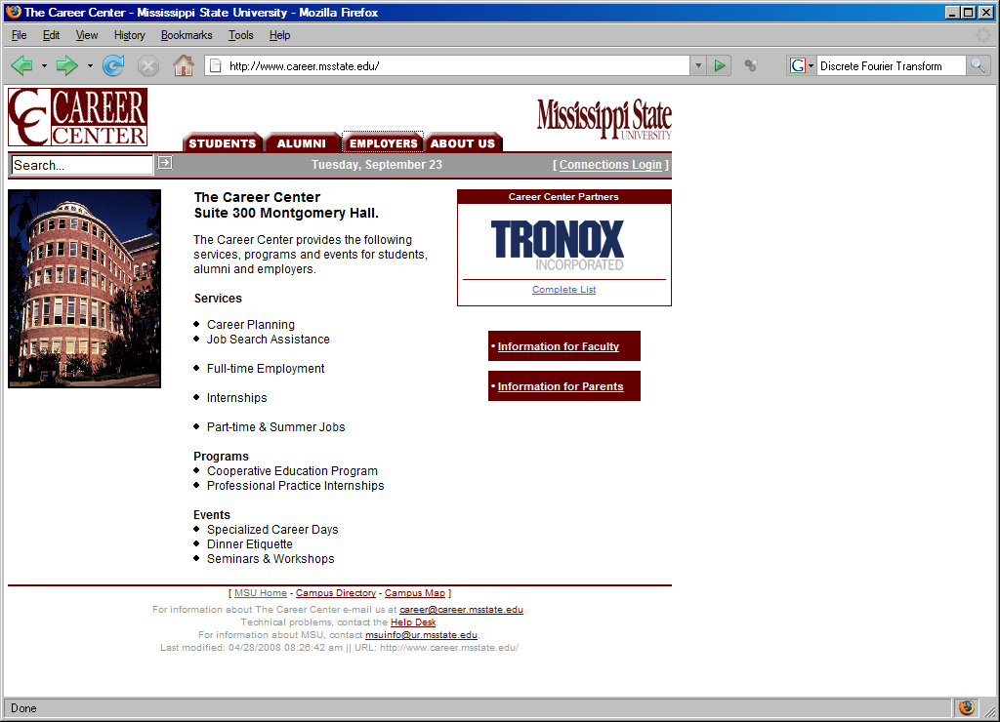 The Career Center - Mississippi State University - Mozilla Firefox
File Edit View History Bookmarks Tools Help
http://www.career.msstate.edu/
G
Discrete Fourier Transform
CC CAREER CENTER
STUDENTS ALUMNI EMPLOYERS ABOUT US
Mississippi State
UNIVERSITY
Search...
Tuesday, September 23
[ Connections Login ]
The Career Center
Suite 300 Montgomery Hall.
The Career Center provides the following
services, programs and events for students,
alumni and employers.
Services
Career Planning
Job Search Assistance
Full-time Employment
Internships
Part-time & Summer Jobs
Programs
Cooperative Education Program
Professional Practice Internships
Events
Specialized Career Days
Dinner Etiquette
Seminars & Workshops
Career Center Partners
TRONOX
INCORPORATED
Complete List
• Information for Faculty
• Information for Parents
[ MSU Home - Campus Directory - Campus Map ]
For information about The Career Center e-mail us at career@career.msstate.edu.
Technical problems, contact the Help Desk.
For information about MSU, contact msuinfo@ur.msstate.edu.
Last modified: 04/28/2008 08:26:42 am || URL: http://www.career.msstate.edu/
Done